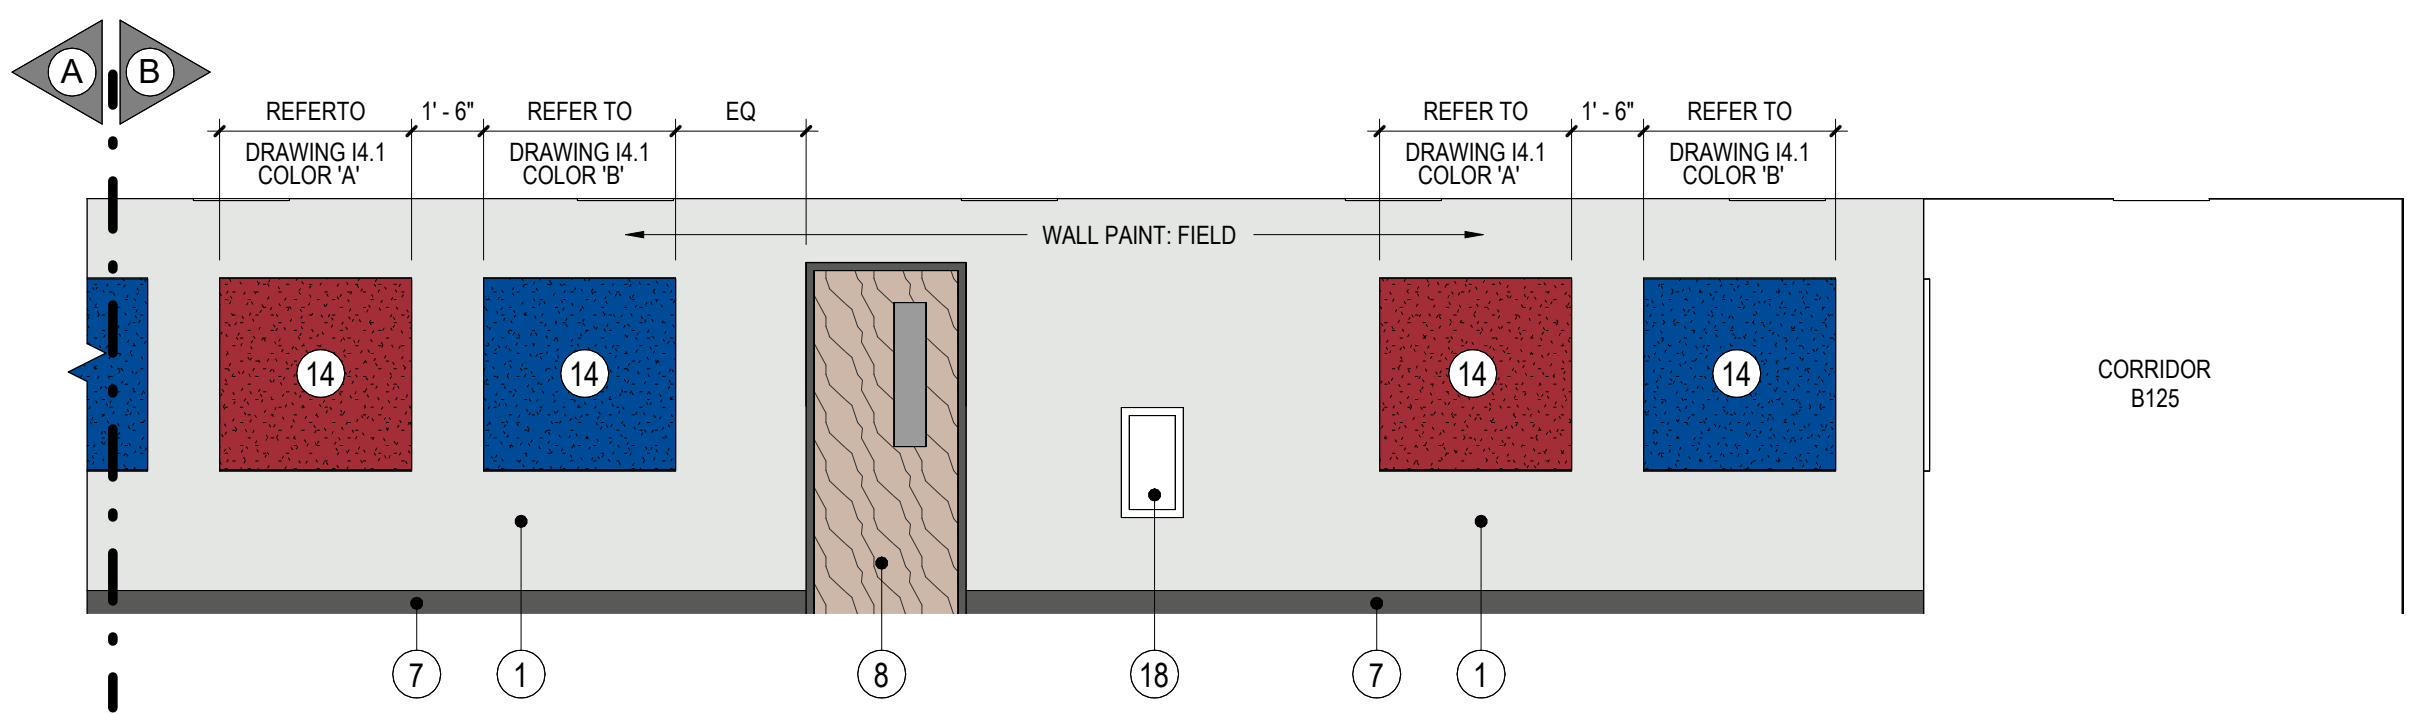 A B
REFERTO 1' - 6" REFER TO EQ REFER TO 1' - 6" REFER TO
DRAWING I4.1 DRAWING I4.1 DRAWING I4.1 DRAWING I4.1
COLOR 'A' COLOR 'B' COLOR 'A' COLOR 'B'
WALL PAINT: FIELD
14 14 14 14
CORRIDOR
B125
7 1 8 18 7 1